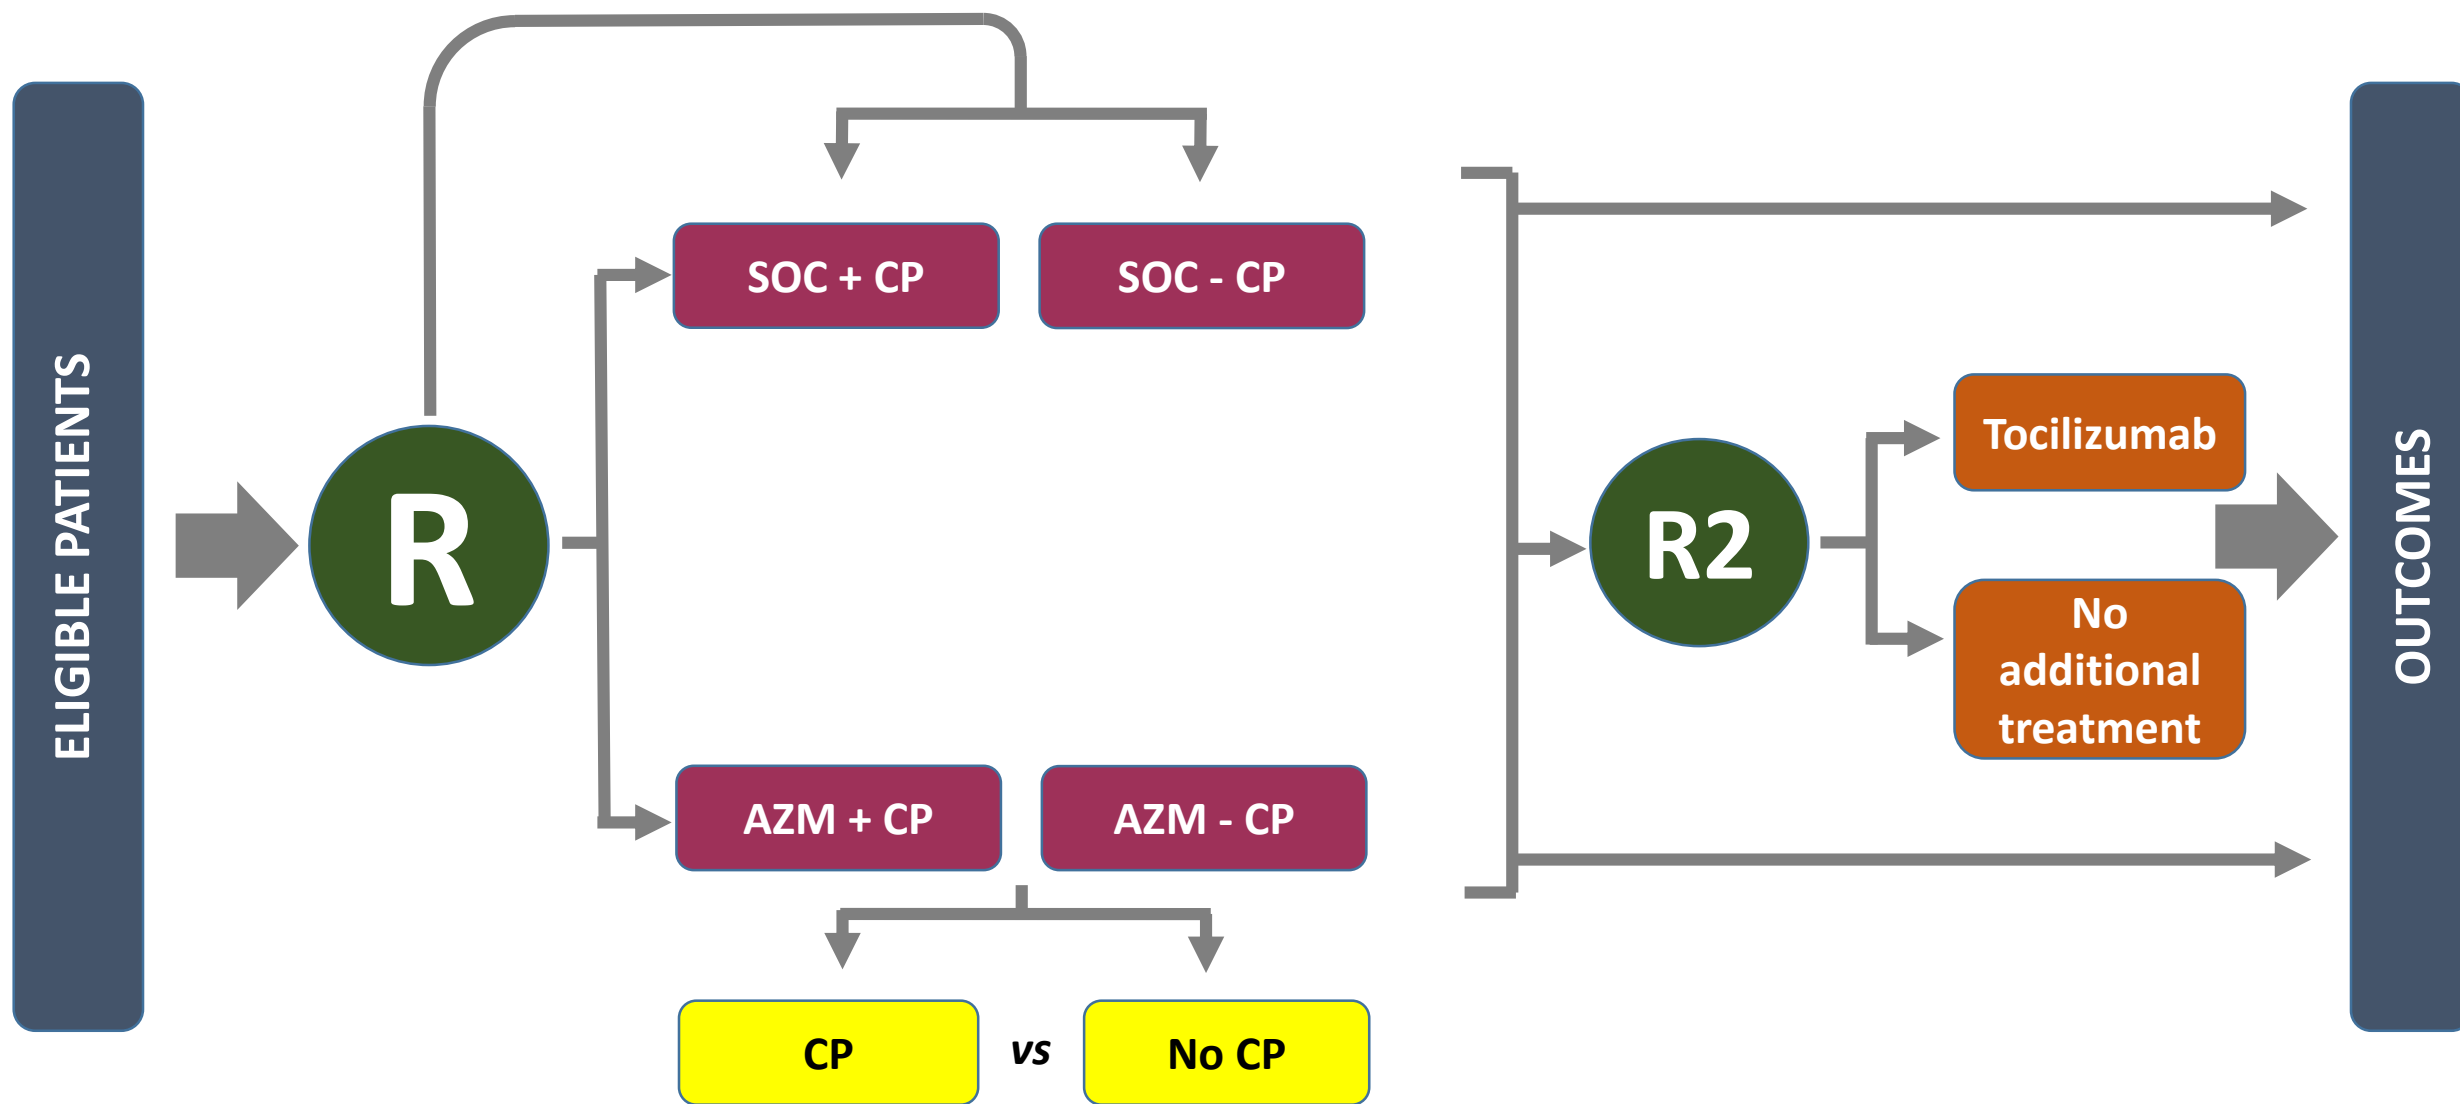 ELIGIBLE PATIENTS
R
SOC + CP
SOC - CP
AZM + CP
AZM - CP
CP
vs
No CP
R2
Tocilizumab
No
additional
treatment
OUTCOMES